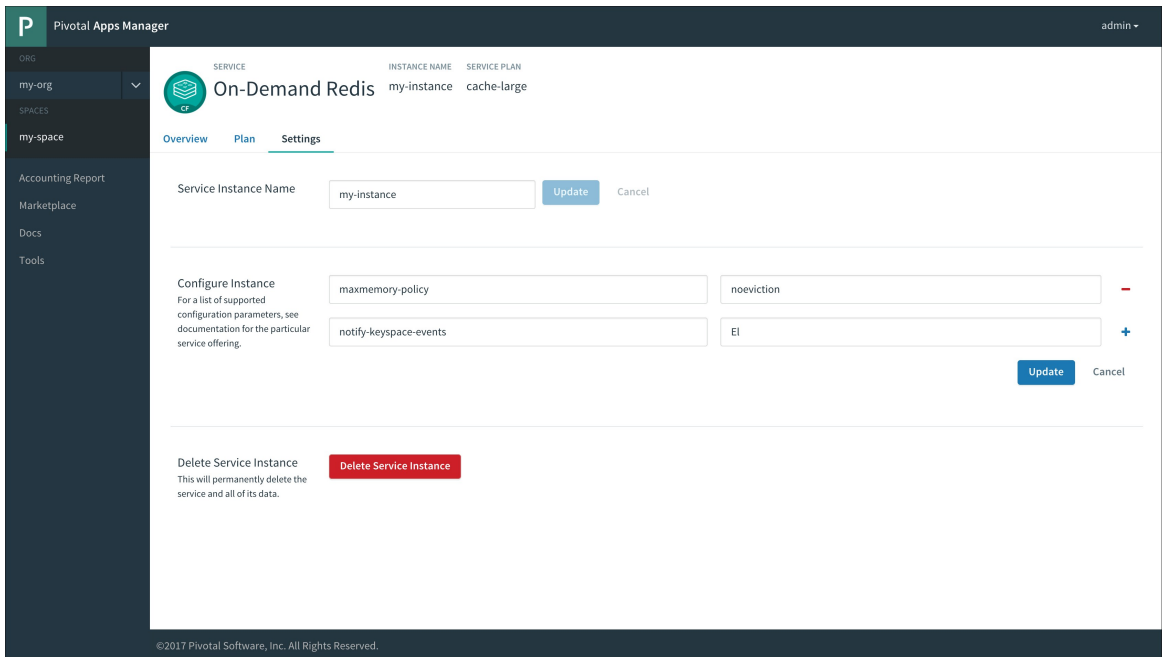 P Pivotal Apps Manager admin
ORG
my-org
SPACES
my-space
Accounting Report
Marketplace
Docs
Tools
CF
SERVICE INSTANCE NAME SERVICE PLAN
On-Demand Redis my-instance cache-large
Overview Plan Settings
Service Instance Name my-instance Update Cancel
Configure Instance
For a list of supported
configuration parameters, see
documentation for the particular
service offering.
maxmemory-policy noeviction
notify-keyspace-events El
Update Cancel
Delete Service Instance
This will permanently delete the
service and all of its data.
Delete Service Instance
©2017 Pivotal Software, Inc. All Rights Reserved.